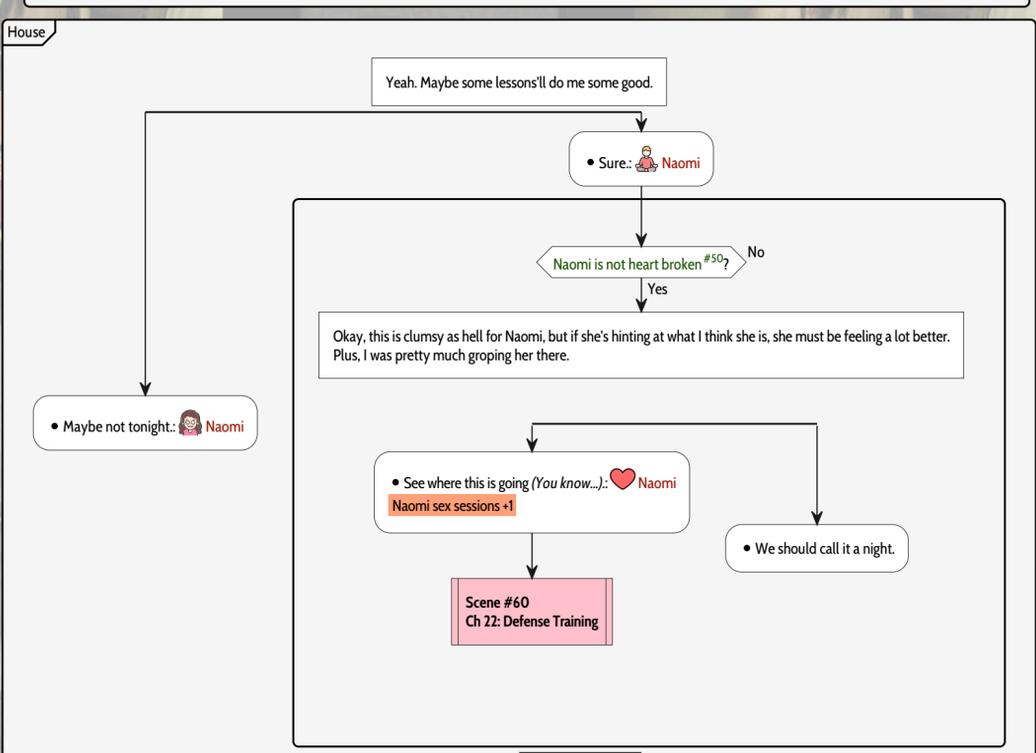 House
Yeah. Maybe some lessons'll do me some good.
• Sure.: Naomi
Naomi is not heart broken #50?
No
Yes
Okay, this is clumsy as hell for Naomi, but if she's hinting at what I think she is, she must be feeling a lot better.
Plus, I was pretty much groping her there.
• Maybe not tonight.: Naomi
• See where this is going (You know...).: Naomi
Naomi sex sessions +1
• We should call it a night.
Scene #60
Ch 22: Defense Training